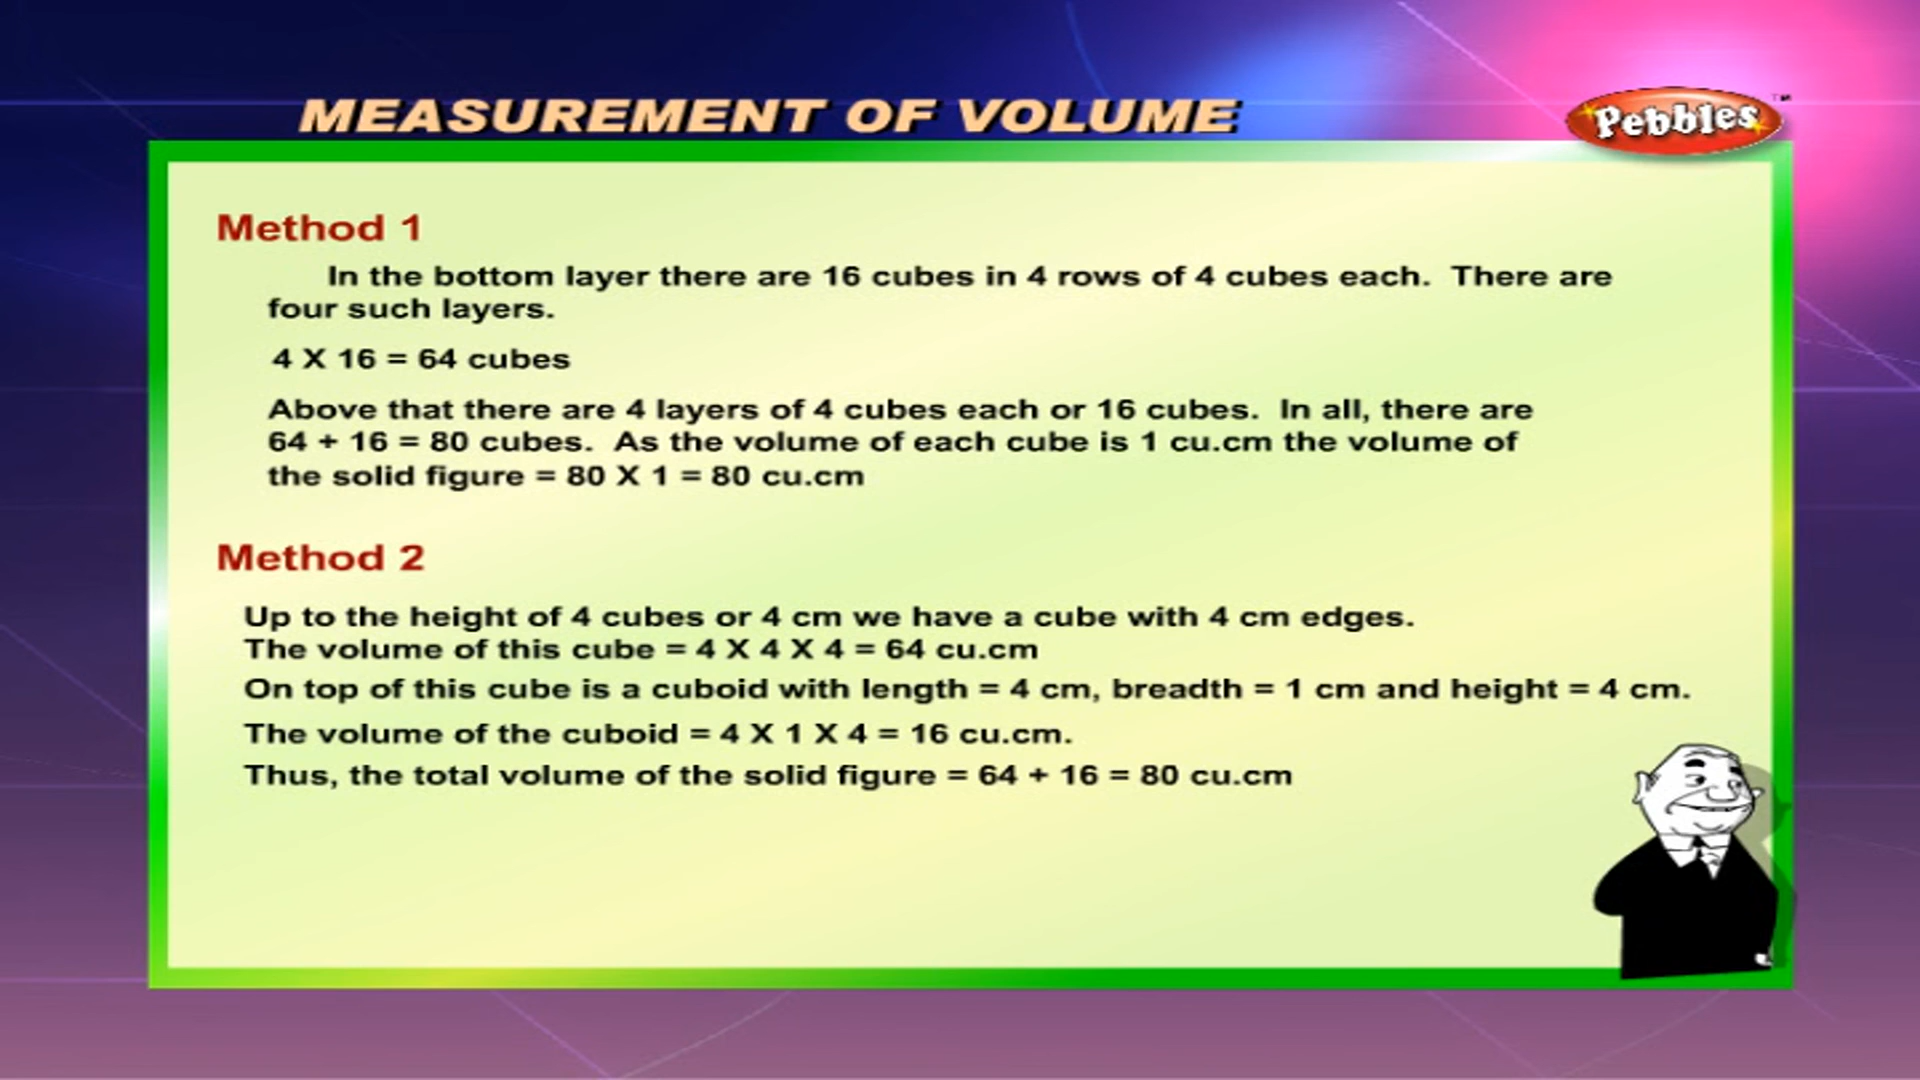 MEASUREMENT OF VOLUME
Pebbles™
Method 1
In the bottom layer there are 16 cubes in 4 rows of 4 cubes each. There are
four such layers.
4 X 16 = 64 cubes
Above that there are 4 layers of 4 cubes each or 16 cubes. In all, there are
64 + 16 = 80 cubes. As the volume of each cube is 1 cu.cm the volume of
the solid figure = 80 X 1 = 80 cu.cm
Method 2
Up to the height of 4 cubes or 4 cm we have a cube with 4 cm edges.
The volume of this cube = 4 X 4 X 4 = 64 cu.cm
On top of this cube is a cuboid with length = 4 cm, breadth = 1 cm and height = 4 cm.
The volume of the cuboid = 4 X 1 X 4 = 16 cu.cm.
Thus, the total volume of the solid figure = 64 + 16 = 80 cu.cm